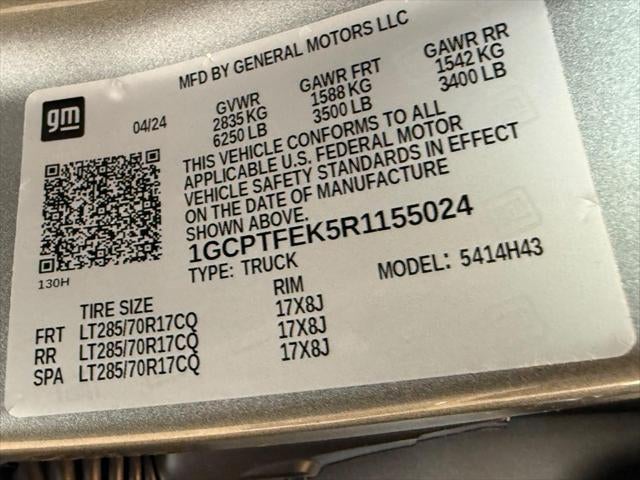 MFD BY GENERAL MOTORS LLC
gm
04/24
GVWR GAWR FRT GAWR RR
2835 KG 1588 KG 1542 KG
6250 LB 3500 LB 3400 LB
THIS VEHICLE CONFORMS TO ALL
APPLICABLE U.S. FEDERAL MOTOR
VEHICLE SAFETY STANDARDS IN EFFECT
ON THE DATE OF MANUFACTURE
SHOWN ABOVE.
1GCPTFEK5R1155024
TYPE: TRUCK MODEL: 5414H43
130H
TIRE SIZE RIM
FRT LT285/70R17CQ 17X8J
RR LT285/70R17CQ 17X8J
SPA LT285/70R17CQ 17X8J